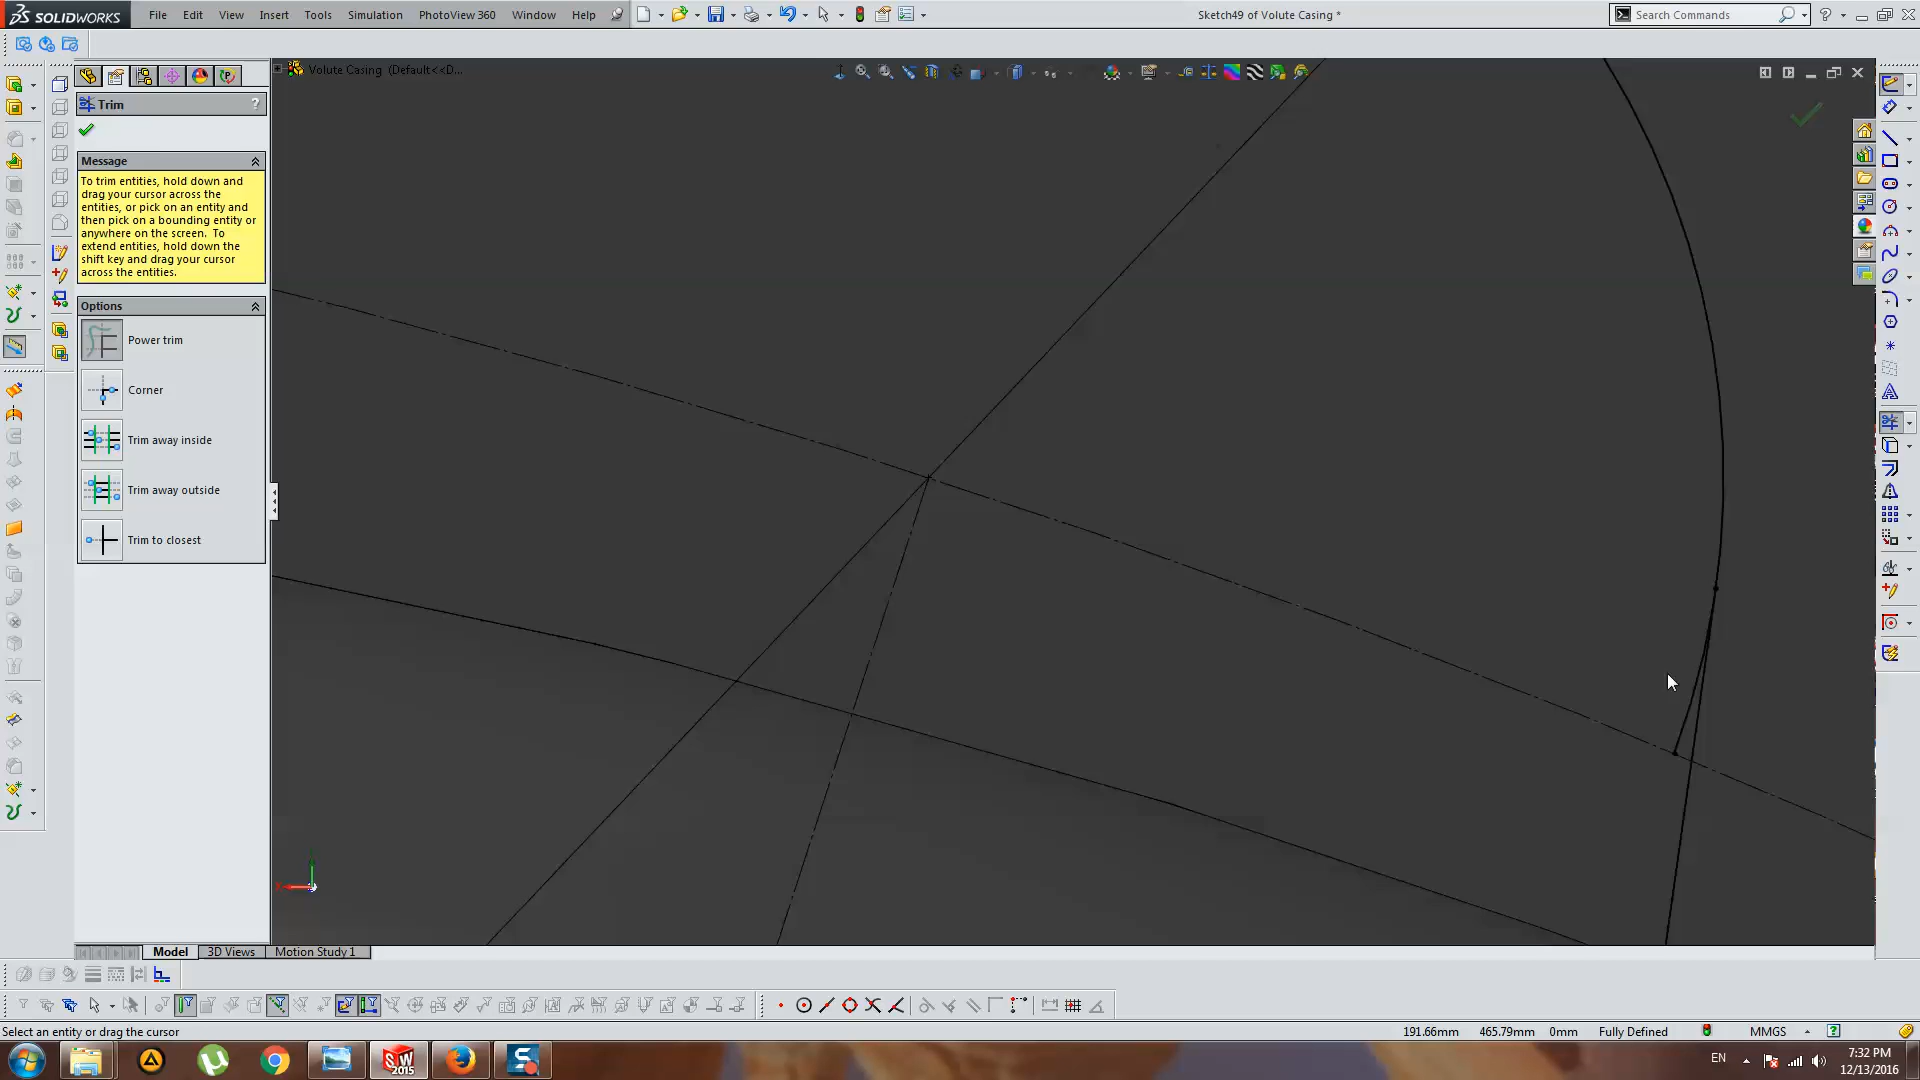 SOLIDWORKS
File Edit View Insert Tools Simulation PhotoView 360 Window Help
Sketch49 of Volute Casing *
Search Commands
Volute Casing (Default<<D...
Trim
?
Message
To trim entities, hold down and
drag your cursor across the
entities, or pick on an entity and
then pick on a bounding entity or
anywhere on the screen. To
extend entities, hold down the
shift key and drag your cursor
across the entities.
Options
Power trim
Corner
Trim away inside
Trim away outside
Trim to closest
Model 3D Views Motion Study 1
Select an entity or drag the cursor
191.66mm 465.79mm 0mm Fully Defined MMGS
SW
2015
EN
7:32 PM
12/13/2016